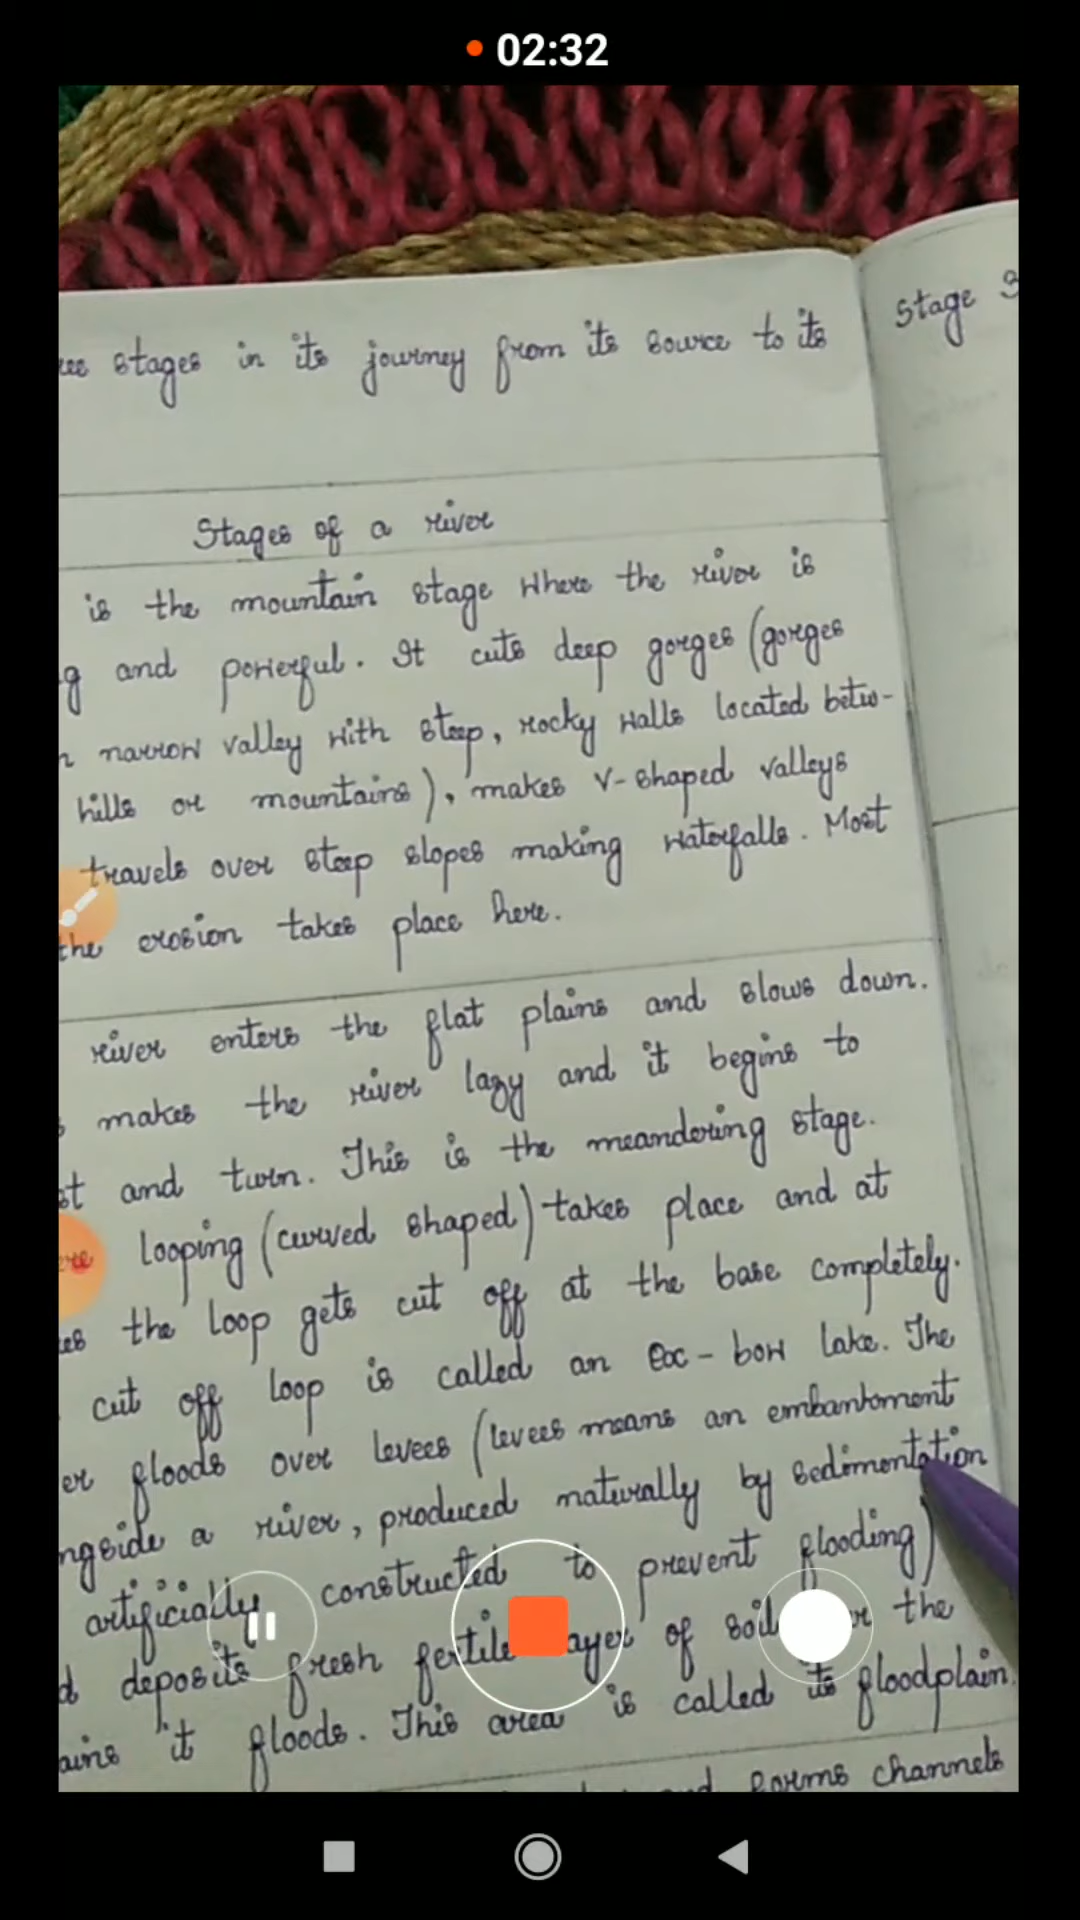 02:32
stages in its journey from its source to its
Stage
Stages of a river
is the mountain stage where the river is
g and powerful. It cuts deep gorges (gorges
narrow valley with steep, rocky walls located betw-
hills or mountains), makes V-shaped valleys
travels over steep slopes making waterfalls. Most
the erosion takes place here.
river enters the flat plains and slows down.
makes the river lazy and it begins to
st and turn. This is the meandering stage.
ere looping (curved shaped) takes place and at
es the loop gets cut off at the base completely.
cut off loop is called an Ox-bow lake. The
er floods over levees (levees means an embankment
ngside a river, produced naturally by sedimentation
artificially constructed to prevent flooding)
d deposits fresh fertile layer of soil the
ains it floods. This area is called its floodplain.
forms channels